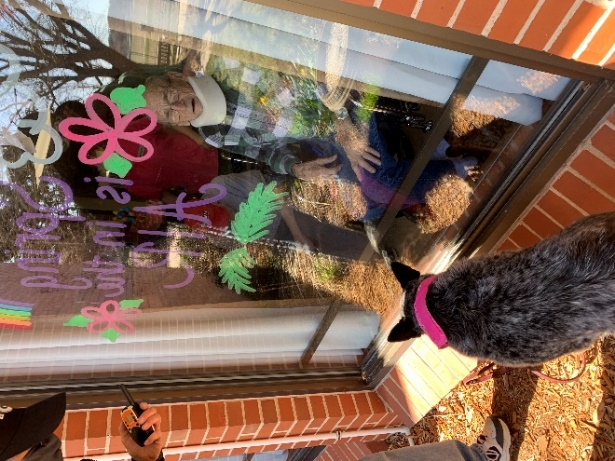 Spring
is in the
Air